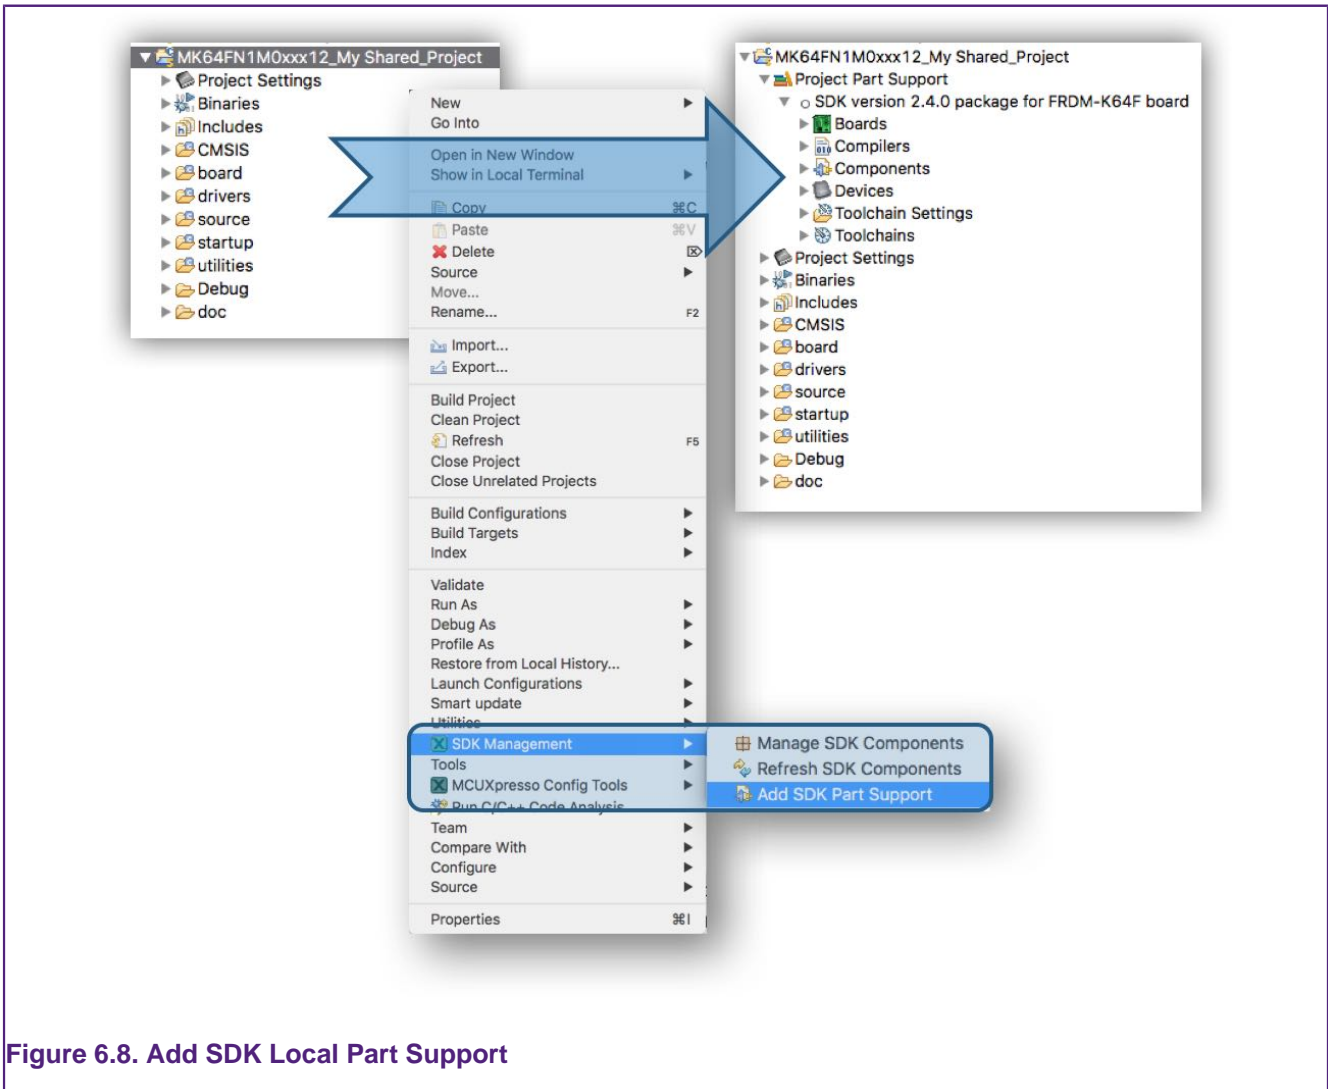 MK64FN1M0xxx12_My Shared_Project
Project Settings
Binaries
Includes
CMSIS
board
drivers
source
startup
utilities
Debug
doc
New
Go Into
Open in New Window
Show in Local Terminal
Copy ⌘C
Paste ⌘V
Delete ⌦
Source
Move...
Rename... F2
Import...
Export...
Build Project
Clean Project
Refresh F5
Close Project
Close Unrelated Projects
Build Configurations
Build Targets
Index
Validate
Run As
Debug As
Profile As
Restore from Local History...
Launch Configurations
Smart update
Utilities
SDK Management
Tools
MCUXpresso Config Tools
Run C/C++ Code Analysis
Team
Compare With
Configure
Source
Properties ⌘I
Manage SDK Components
Refresh SDK Components
Add SDK Part Support
MK64FN1M0xxx12_My Shared_Project
Project Part Support
SDK version 2.4.0 package for FRDM-K64F board
Boards
Compilers
Components
Devices
Toolchain Settings
Toolchains
Project Settings
Binaries
Includes
CMSIS
board
drivers
source
startup
utilities
Debug
doc
Figure 6.8. Add SDK Local Part Support